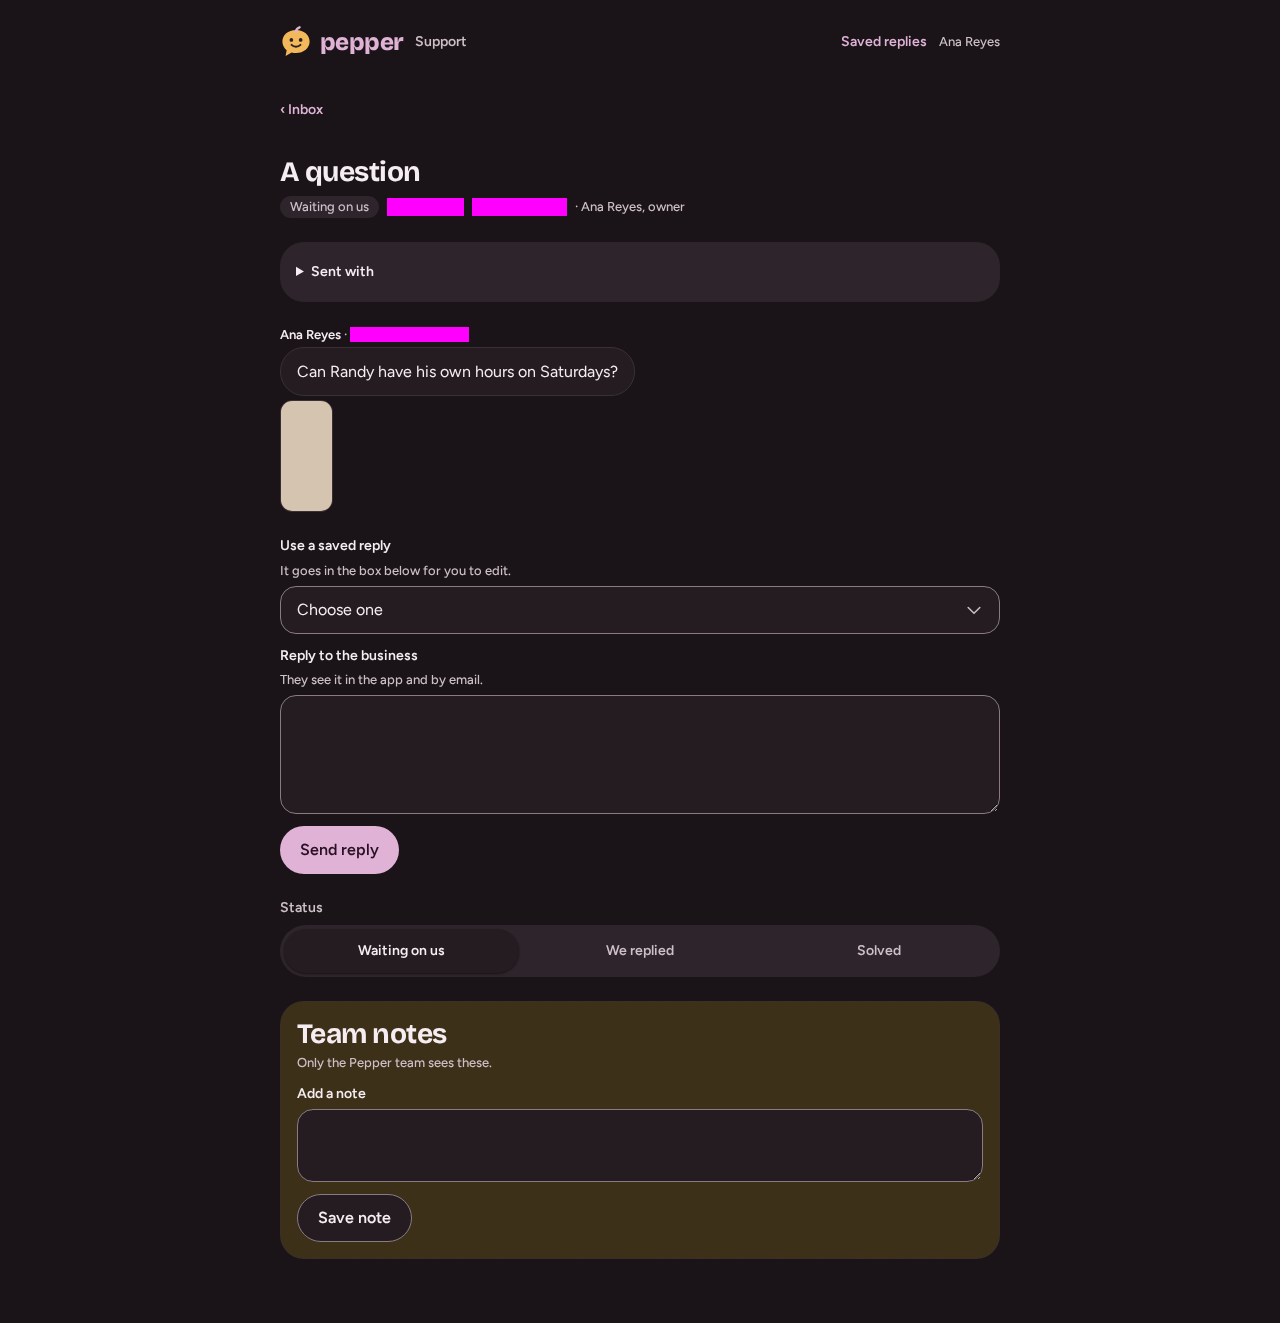 pepper Support Saved replies Ana Reyes
‹ Inbox
A question
Waiting on us · Ana Reyes, owner
Sent with
Ana Reyes ·
Can Randy have his own hours on Saturdays?
Use a saved reply
It goes in the box below for you to edit.
Choose one
Reply to the business
They see it in the app and by email.
Send reply
Status
Waiting on us We replied Solved
Team notes
Only the Pepper team sees these.
Add a note
Save note